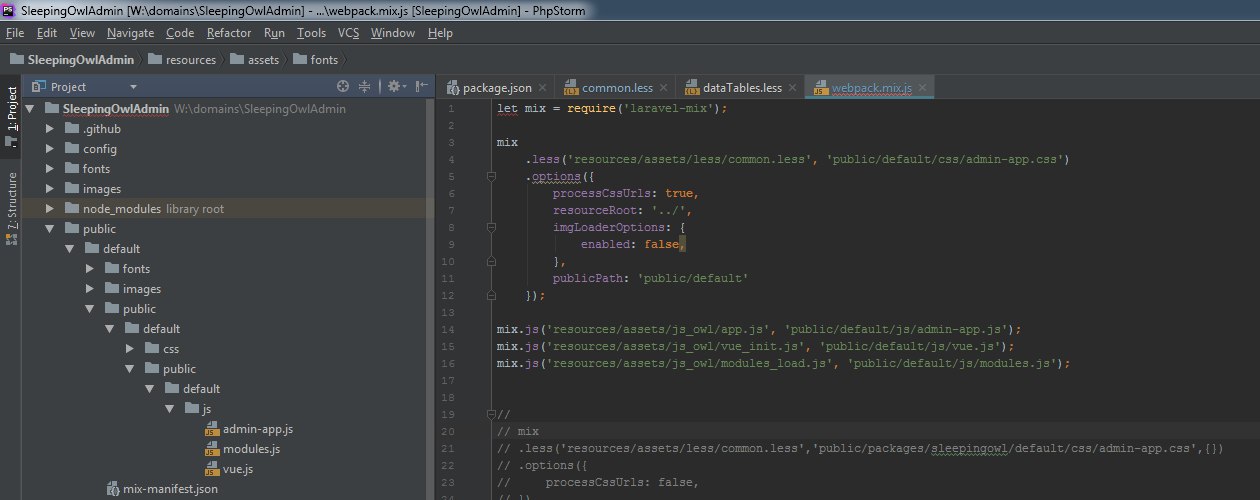 SleepingOwlAdmin [W:\domains\SleepingOwlAdmin] - ...\webpack.mix.js [SleepingOwlAdmin] - PhpStorm
File Edit View Navigate Code Refactor Run Tools VCS Window Help
SleepingOwlAdmin resources assets fonts
Project
package.json common.less dataTables.less webpack.mix.js
1: Project
7: Structure
SleepingOwlAdmin W:\domains\SleepingOwlAdmin
.github
config
fonts
images
node_modules library root
public
default
fonts
images
public
default
css
public
default
js
admin-app.js
modules.js
vue.js
mix-manifest.json
1 let mix = require('laravel-mix');
2
3 mix
4 .less('resources/assets/less/common.less', 'public/default/css/admin-app.css')
5 .options({
6 processCssUrls: true,
7 resourceRoot: '../',
8 imgLoaderOptions: {
9 enabled: false,
10 },
11 publicPath: 'public/default'
12 });
13
14 mix.js('resources/assets/js_owl/app.js', 'public/default/js/admin-app.js');
15 mix.js('resources/assets/js_owl/vue_init.js', 'public/default/js/vue.js');
16 mix.js('resources/assets/js_owl/modules_load.js', 'public/default/js/modules.js');
17
18
19 //
20 // mix
21 // .less('resources/assets/less/common.less','public/packages/sleepingowl/default/css/admin-app.css',{})
22 // .options({
23 // processCssUrls: false,
24 // })